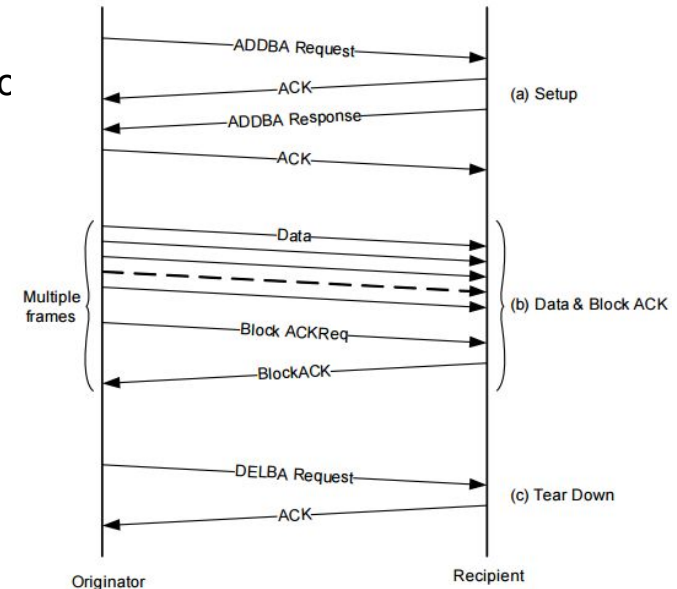 ADDBA Request
c
ACK
(a) Setup
ADDBA Response
ACK
Data
Multiple
frames
(b) Data & Block ACK
Block ACKReq
BlockACK
DELBA Request
(c) Tear Down
ACK
Originator
Recipient